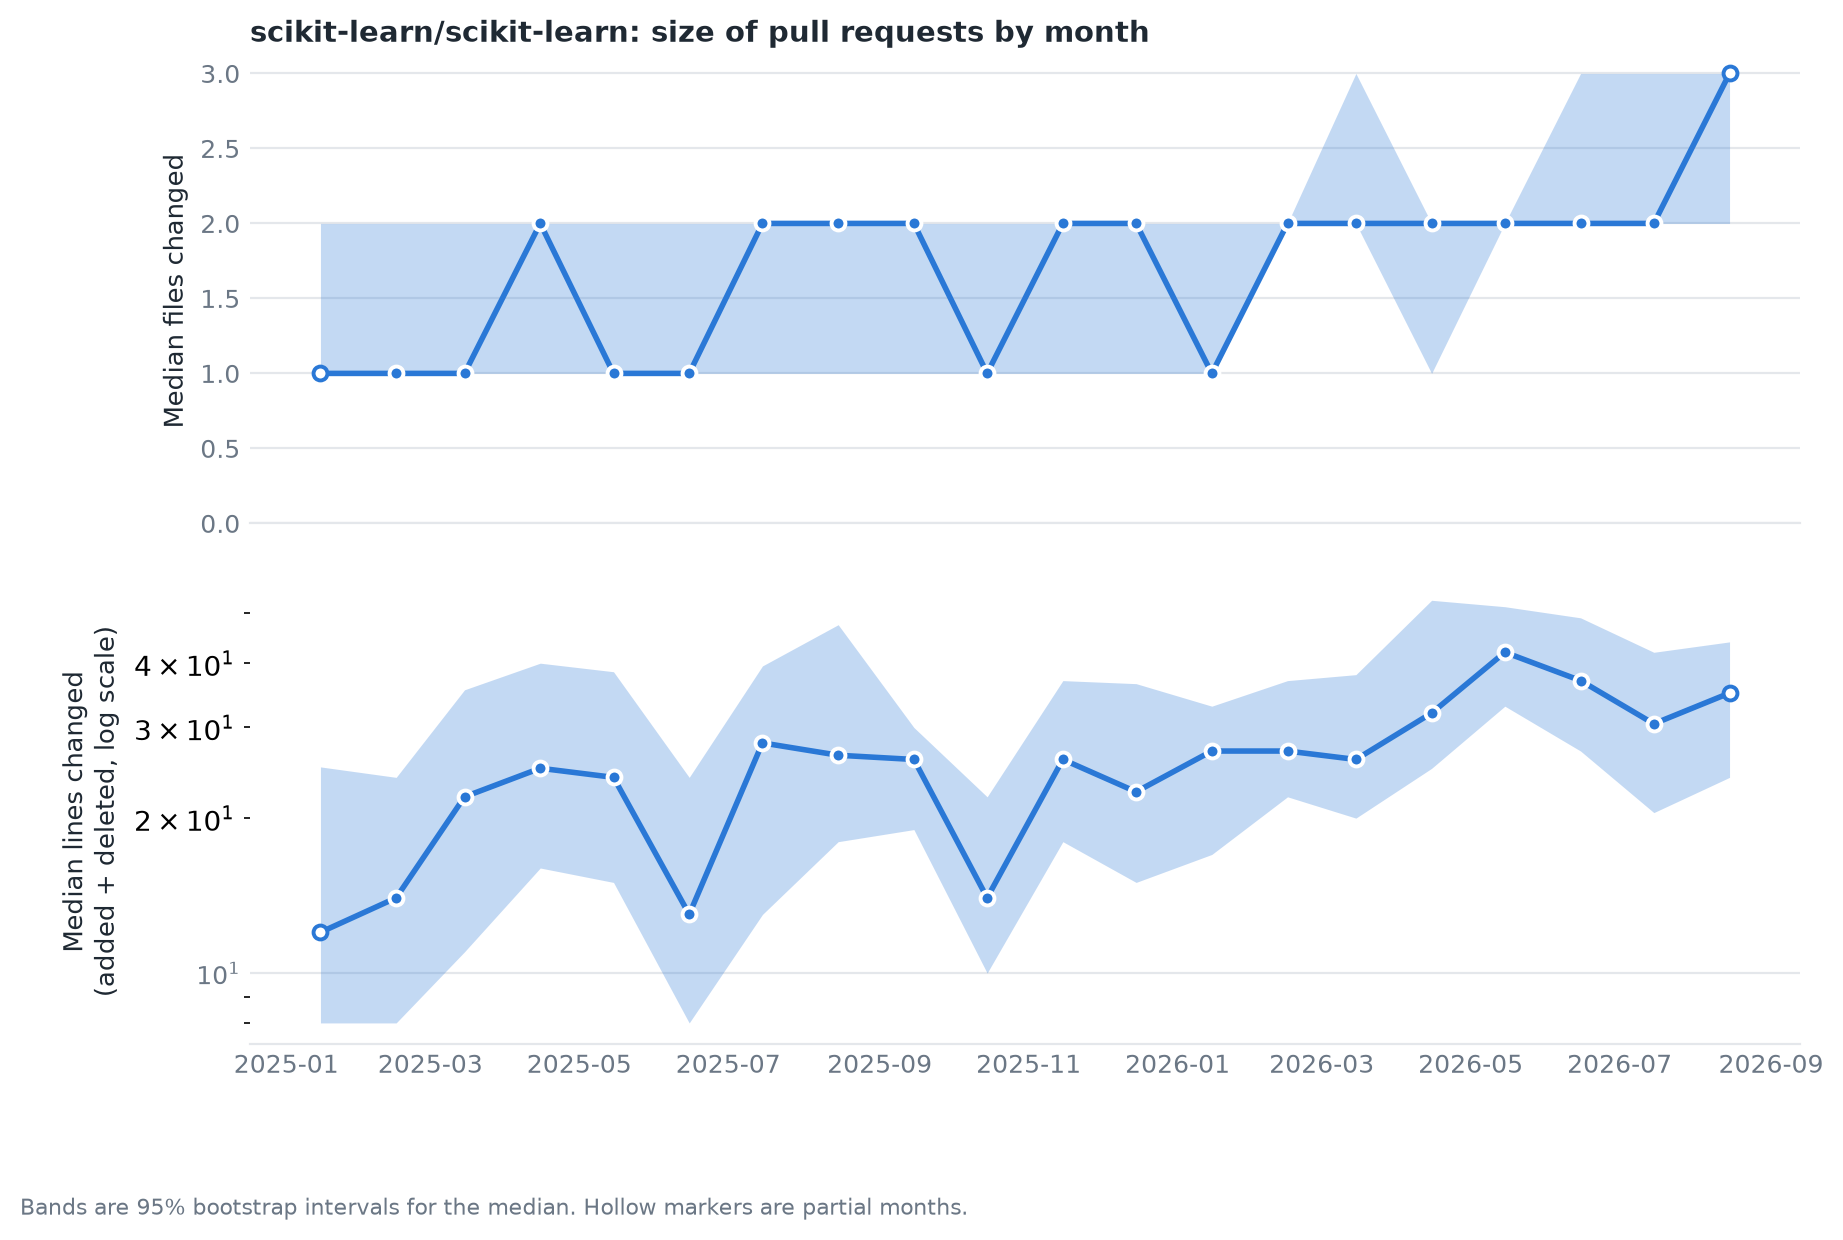 scikit-learn/scikit-learn: size of pull requests by month
Median files changed
3.0
2.5
2.0
1.5
1.0
0.5
0.0
Median lines changed
(added + deleted, log scale)
4 × 10¹
3 × 10¹
2 × 10¹
10¹
2025-01 2025-03 2025-05 2025-07 2025-09 2025-11 2026-01 2026-03 2026-05 2026-07 2026-09
Bands are 95% bootstrap intervals for the median. Hollow markers are partial months.